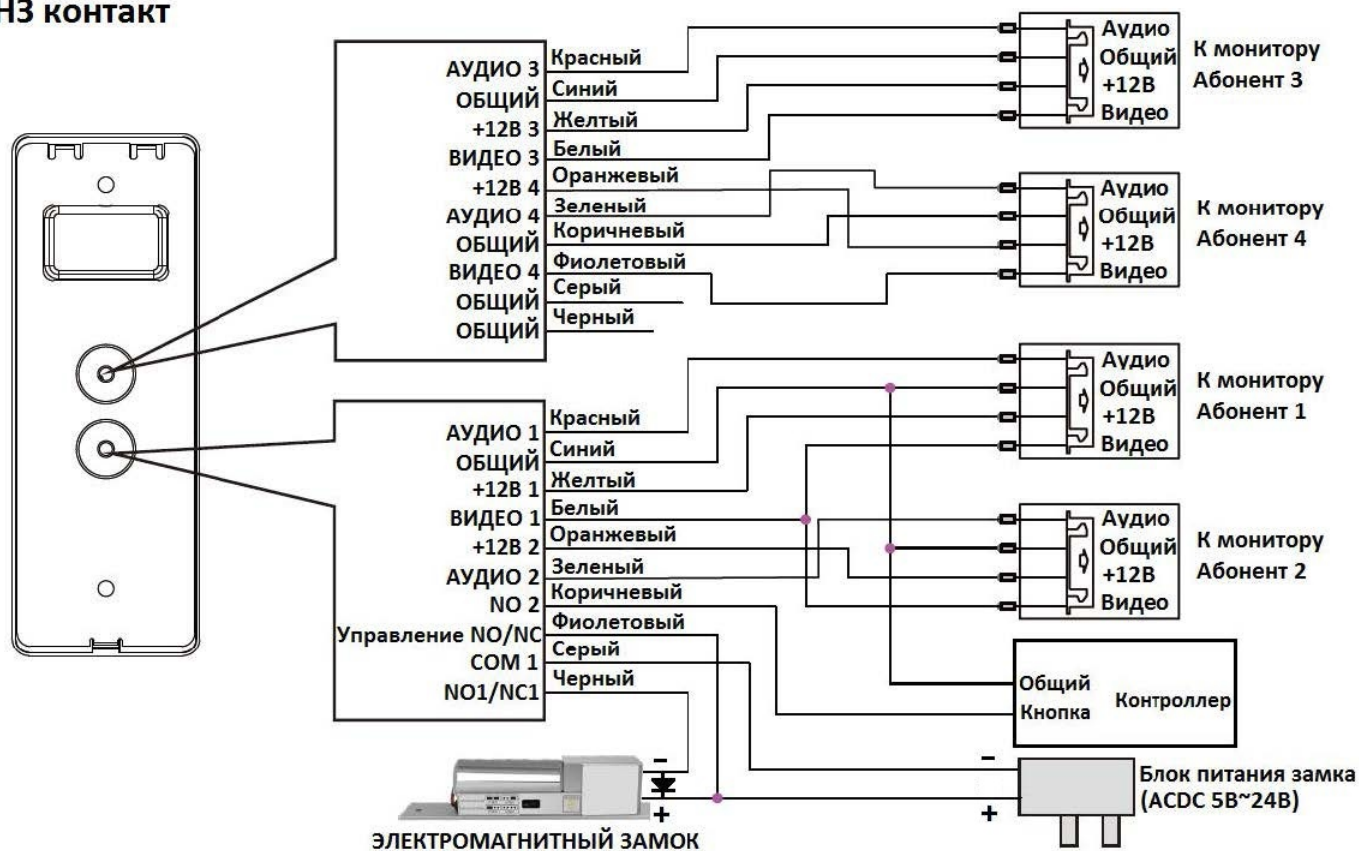 НЗ контакт
АУДИО 3
ОБЩИЙ
+12В 3
ВИДЕО 3
+12В 4
АУДИО 4
ОБЩИЙ
ВИДЕО 4
ОБЩИЙ
ОБЩИЙ
Красный
Синий
Желтый
Белый
Оранжевый
Зеленый
Коричневый
Фиолетовый
Серый
Черный
Аудио
Общий
+12В
Видео
К монитору
Абонент 3
Аудио
Общий
+12В
Видео
К монитору
Абонент 4
АУДИО 1
ОБЩИЙ
+12В 1
ВИДЕО 1
+12В 2
АУДИО 2
NO 2
Управление NO/NC
COM 1
NO1/NC1
Красный
Синий
Желтый
Белый
Оранжевый
Зеленый
Коричневый
Фиолетовый
Серый
Черный
Аудио
Общий
+12В
Видео
К монитору
Абонент 1
Аудио
Общий
+12В
Видео
К монитору
Абонент 2
Общий
Кнопка
Контроллер
-
+
ЭЛЕКТРОМАГНИТНЫЙ ЗАМОК
-
+
Блок питания замка
(ACDC 5В~24В)